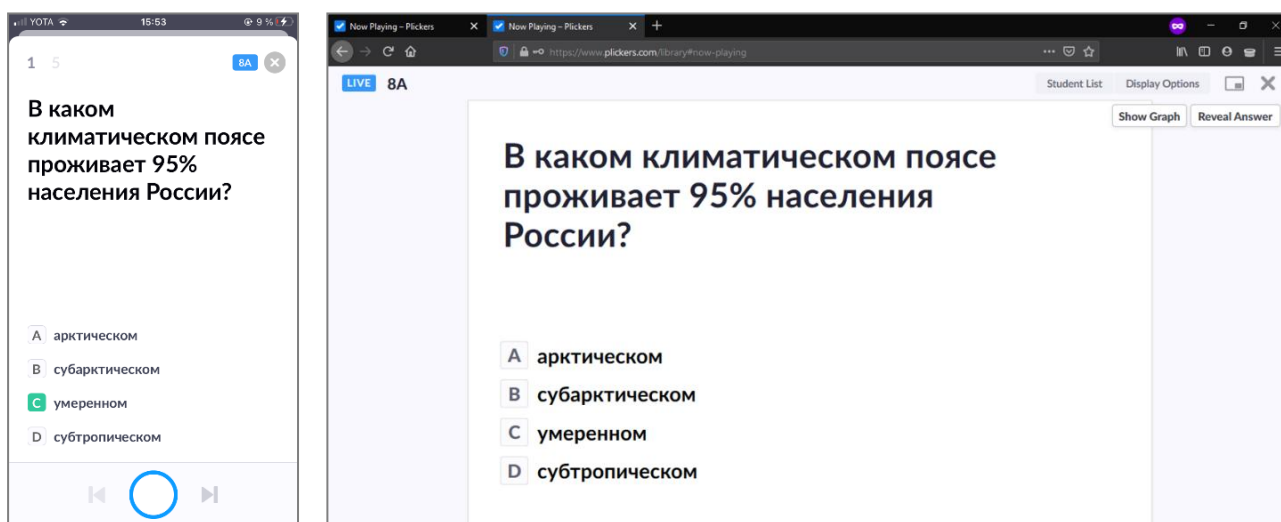 YOTA 15:53 9 %
1 5 8A
В каком
климатическом поясе
проживает 95%
населения России?
A арктическом
B субарктическом
C умеренном
D субтропическом
Now Playing – Plickers Now Playing – Plickers
https://www.plickers.com/library#now-playing
LIVE 8A Student List Display Options
Show Graph Reveal Answer
В каком климатическом поясе
проживает 95% населения
России?
A арктическом
B субарктическом
C умеренном
D субтропическом